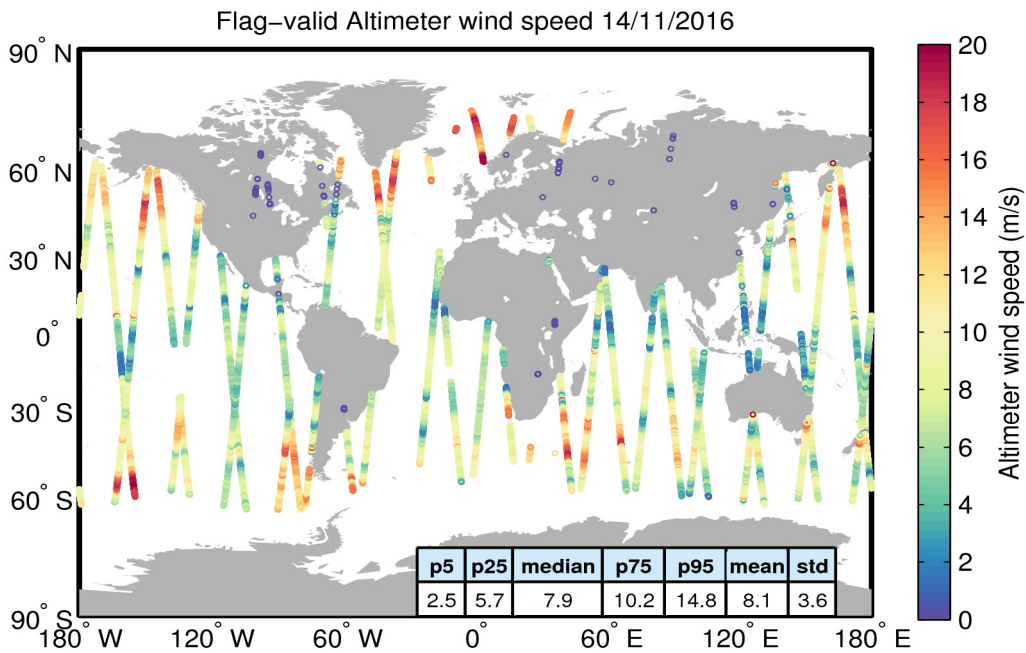 Flag−valid Altimeter wind speed 14/11/2016
90° N
60° N
30° N
0°
30° S
60° S
90° S
180° W
120° W
60° W
0°
60° E
120° E
180° E
p5 p25 median p75 p95 mean std
2.5 5.7 7.9 10.2 14.8 8.1 3.6
20
18
16
14
12
10
8
6
4
2
0
Altimeter wind speed (m/s)